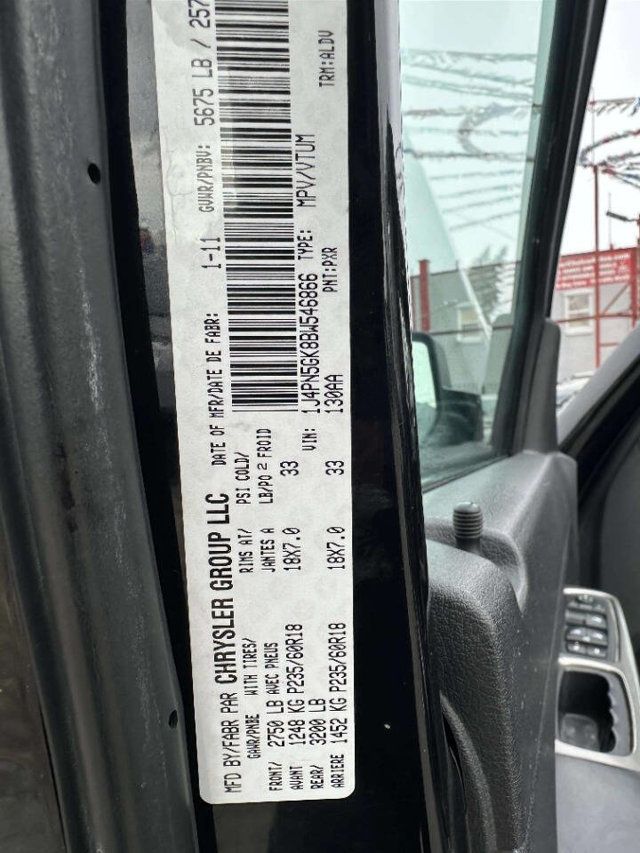 MFD BY/FABR PAR CHRYSLER GROUP LLC DATE OF MFR/DATE DE FABR: 1-11 GVWR/PNBV: 5675 LB / 257
GAWR/PNBE WITH TIRES/ RIMS AT/ PSI COLD/
FRONT/ 2750 LB AVEC PNEUS JANTES A LB/PO 2 FROID
AVANT 1248 KG P235/60R18 18X7.0 33
REAR/ 3200 LB VIN: 1J4PN5GK8BW546866 TYPE: MPV/VTUM
ARRIERE 1452 KG P235/60R18 18X7.0 33 130AA PNT:PXR TRM:ALDV